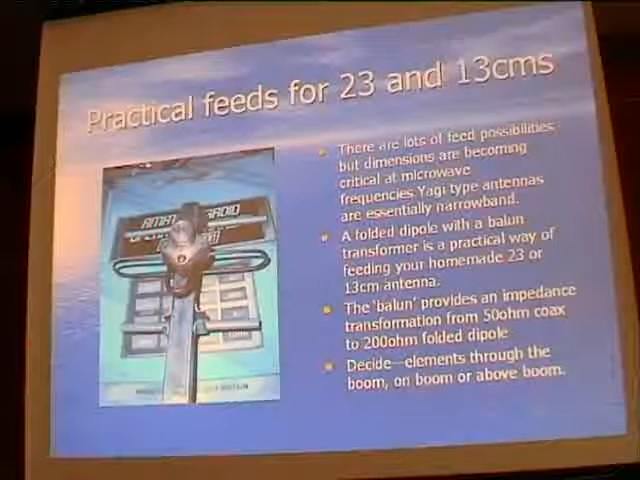 Practical feeds for 23 and 13cms
There are lots of feed possibilities
but dimensions are becoming
critical at microwave
frequencies.Yagi type antennas
are essentially narrowband.
A folded dipole with a balun
transformer is a practical way of
feeding your homemade 23 or
13cm antenna.
The 'balun' provides an impedance
transformation from 50ohm coax
to 200ohm folded dipole
Decide—elements through the
boom, on boom or above boom.
RADIO